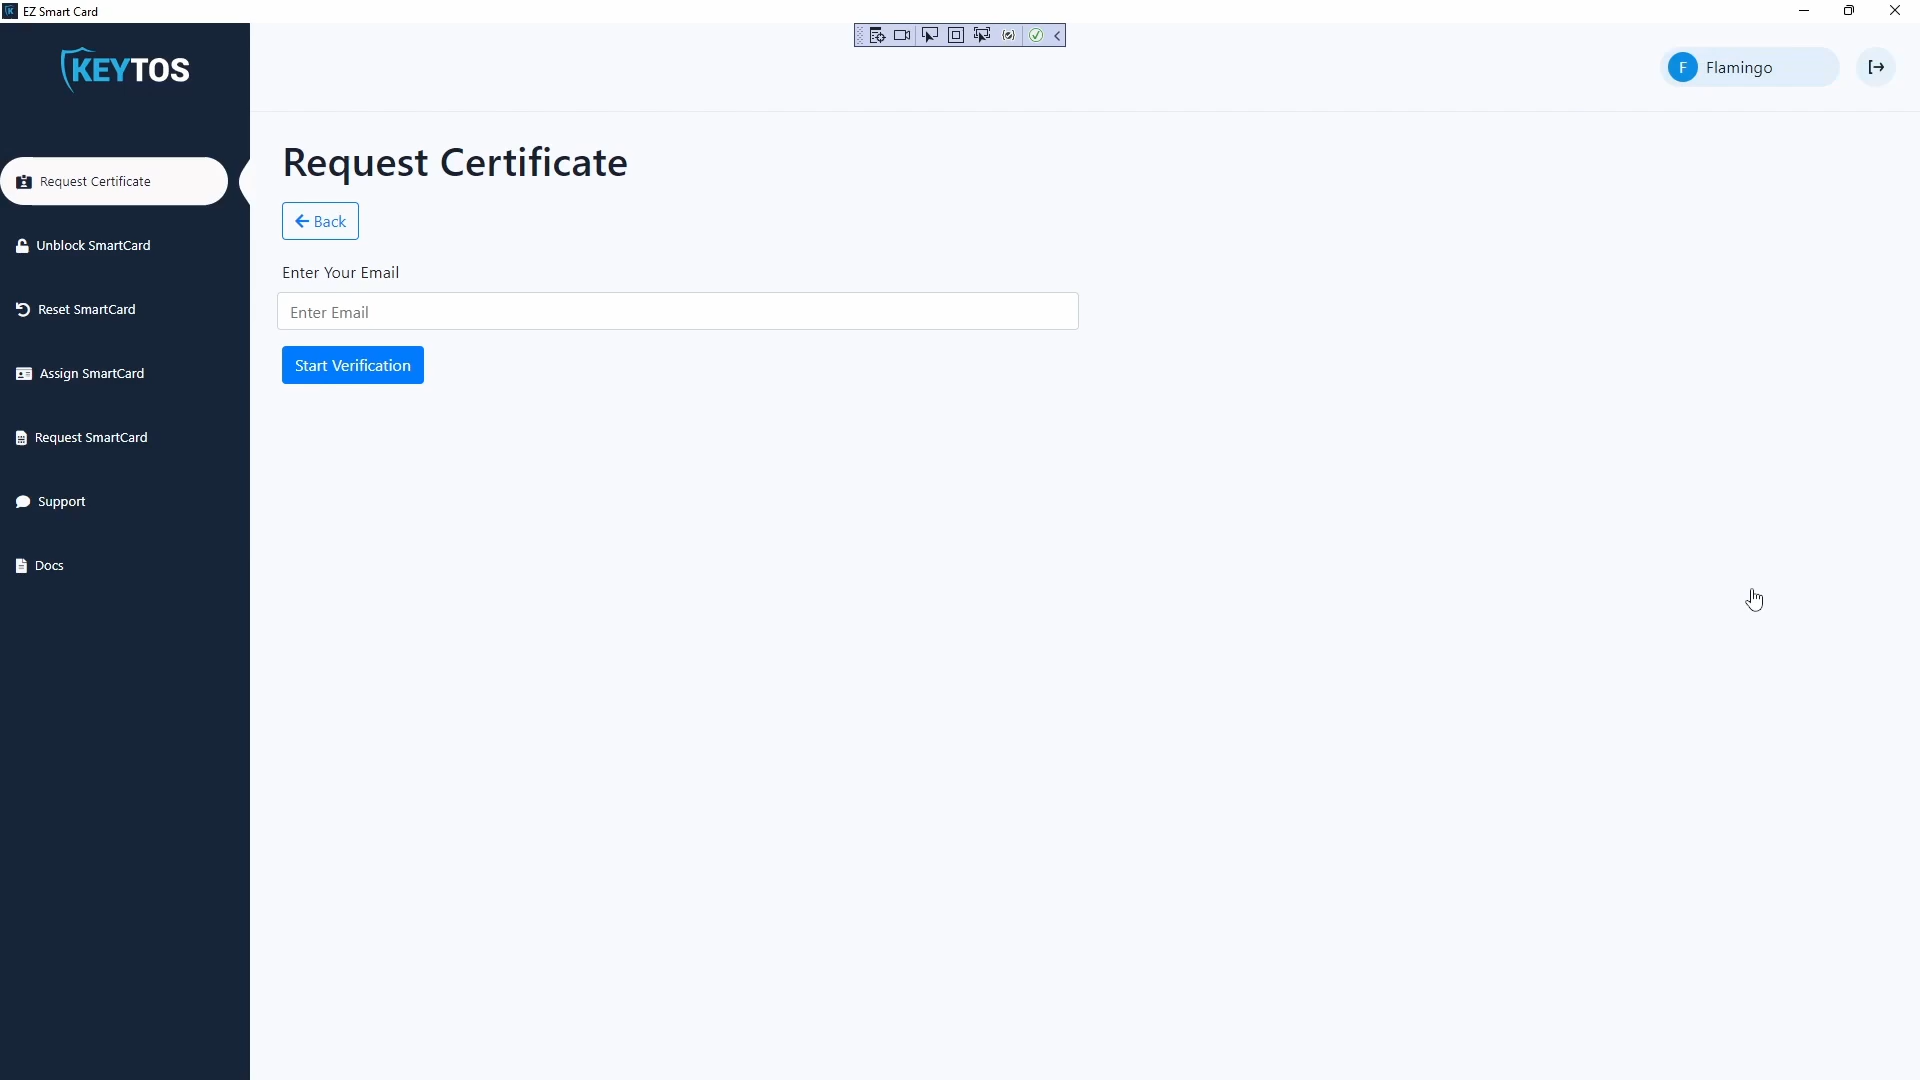 EZ Smart Card
KEYTOS
F Flamingo
Request Certificate
Request Certificate
Back
Unblock SmartCard
Enter Your Email
Enter Email
Reset SmartCard
Start Verification
Assign SmartCard
Request SmartCard
Support
Docs